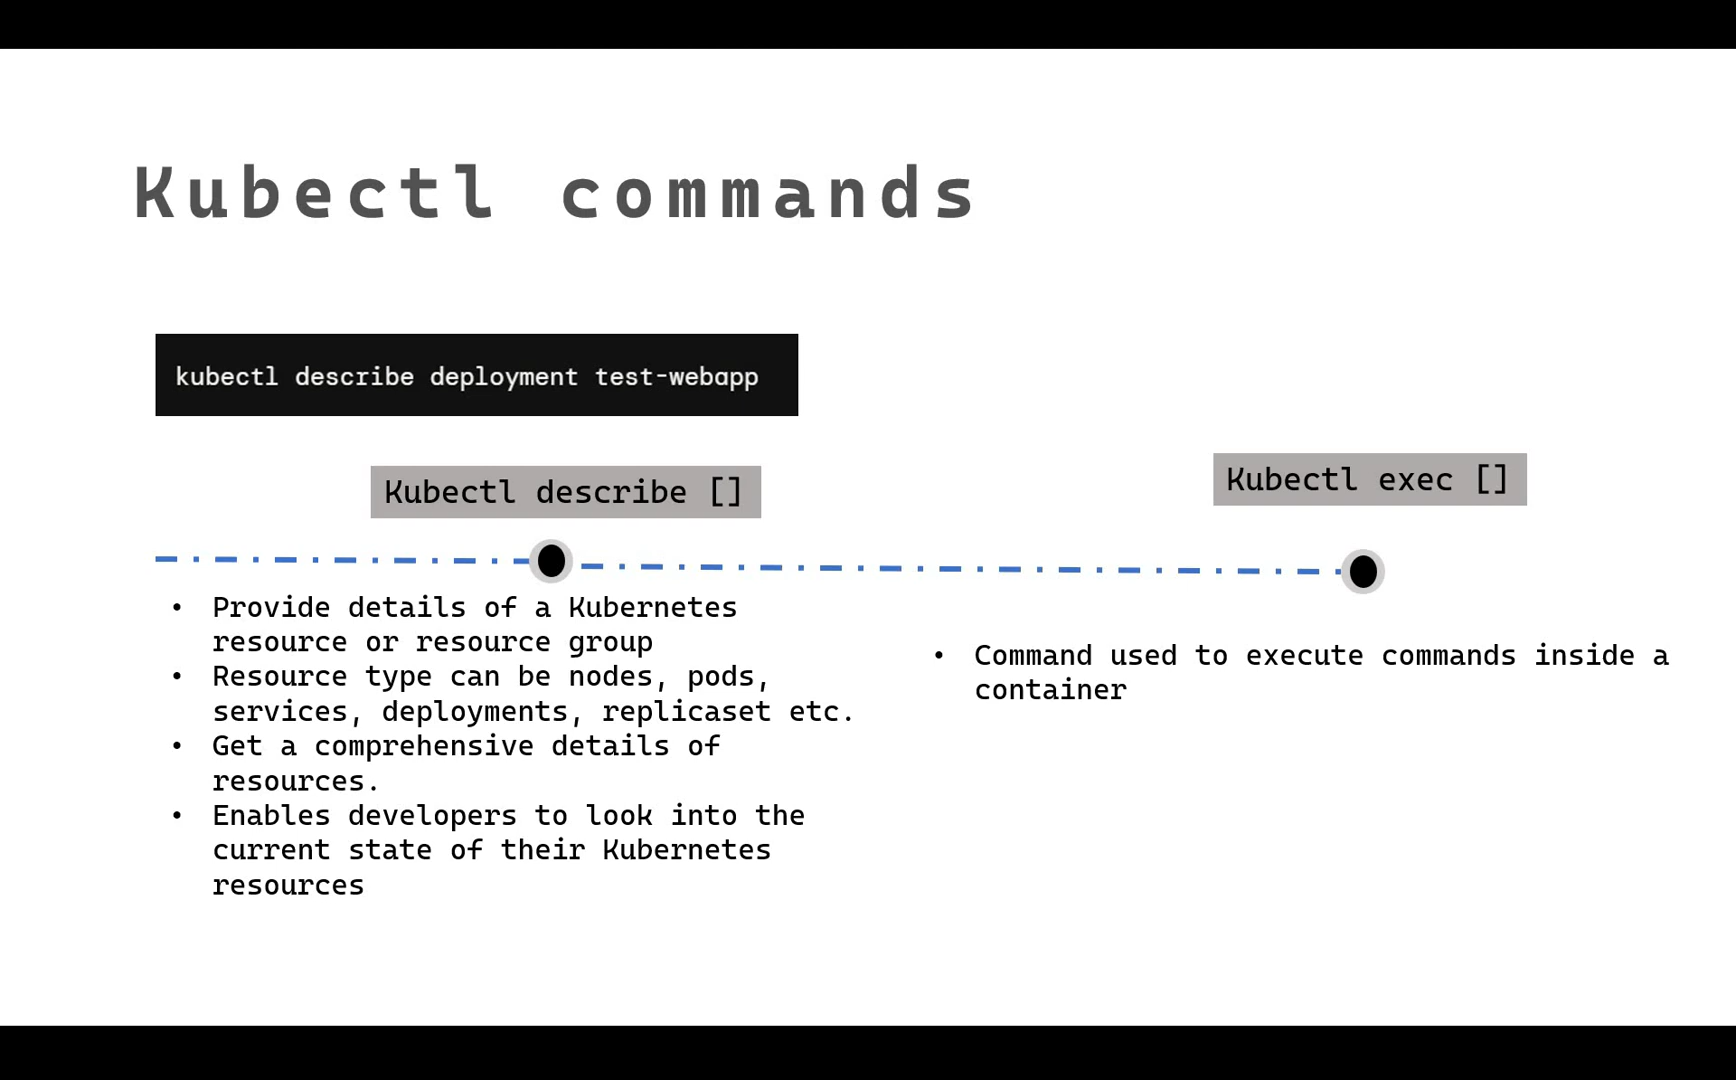 Kubectl commands
kubectl describe deployment test-webapp
Kubectl describe []
• Provide details of a Kubernetes
resource or resource group
• Resource type can be nodes, pods,
services, deployments, replicaset etc.
• Get a comprehensive details of
resources.
• Enables developers to look into the
current state of their Kubernetes
resources
Kubectl exec []
• Command used to execute commands inside a
container